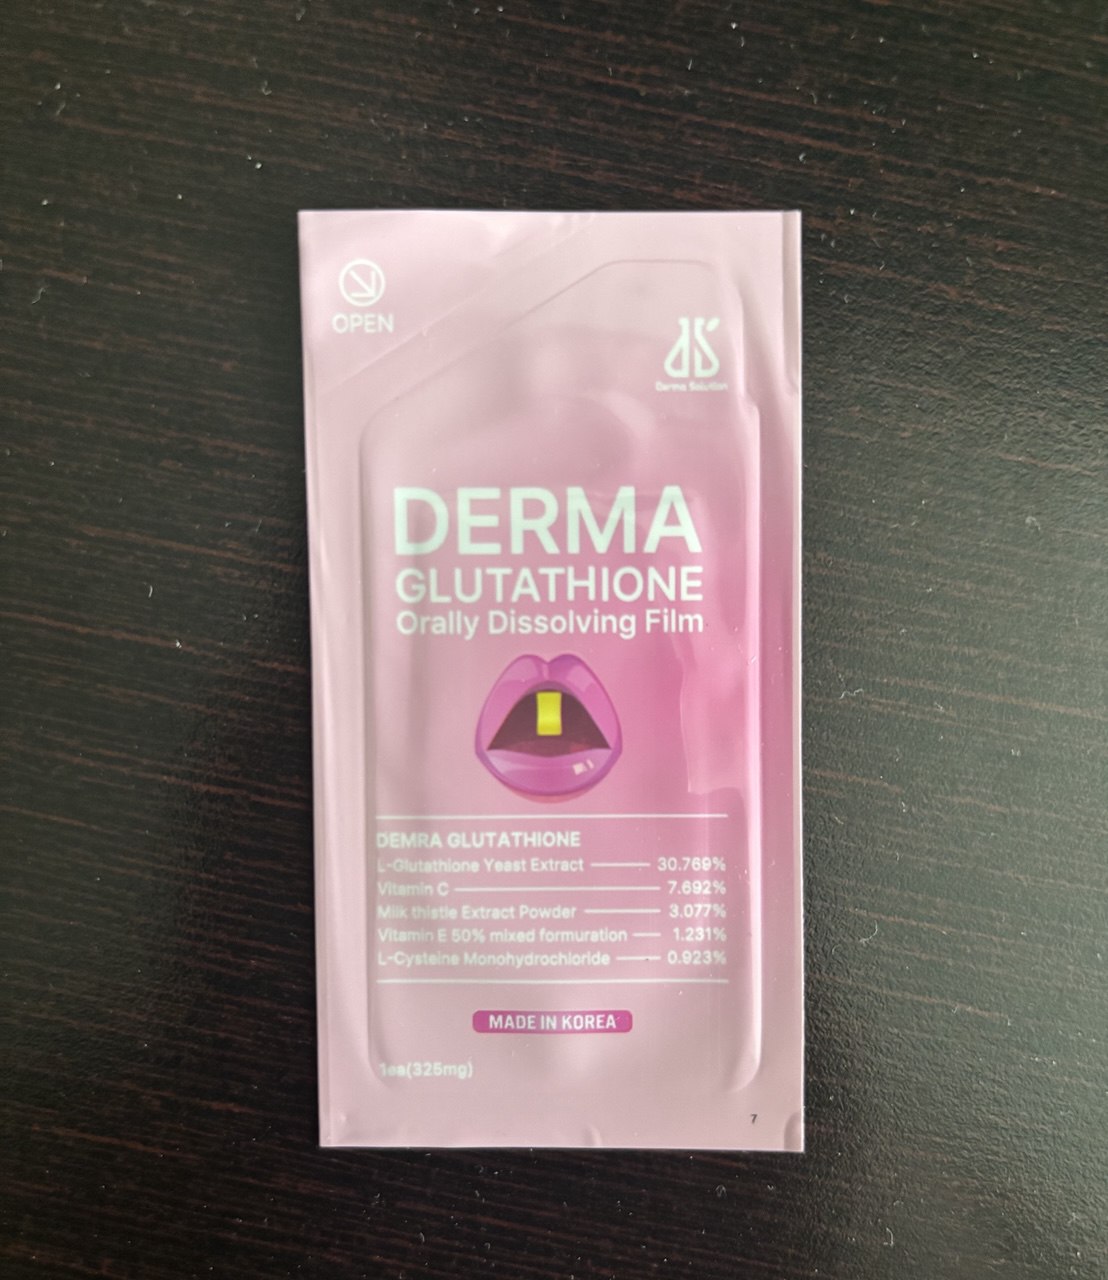 OPEN
Derma Solution
DERMA
GLUTATHIONE
Orally Dissolving Film
DEMRA GLUTATHIONE
L-Glutathione Yeast Extract 30.769%
Vitamin C 7.692%
Milk thistle Extract Powder 3.077%
Vitamin E 50% mixed formuration 1.231%
L-Cysteine Monohydrochloride 0.923%
MADE IN KOREA
1ea(325mg)
7